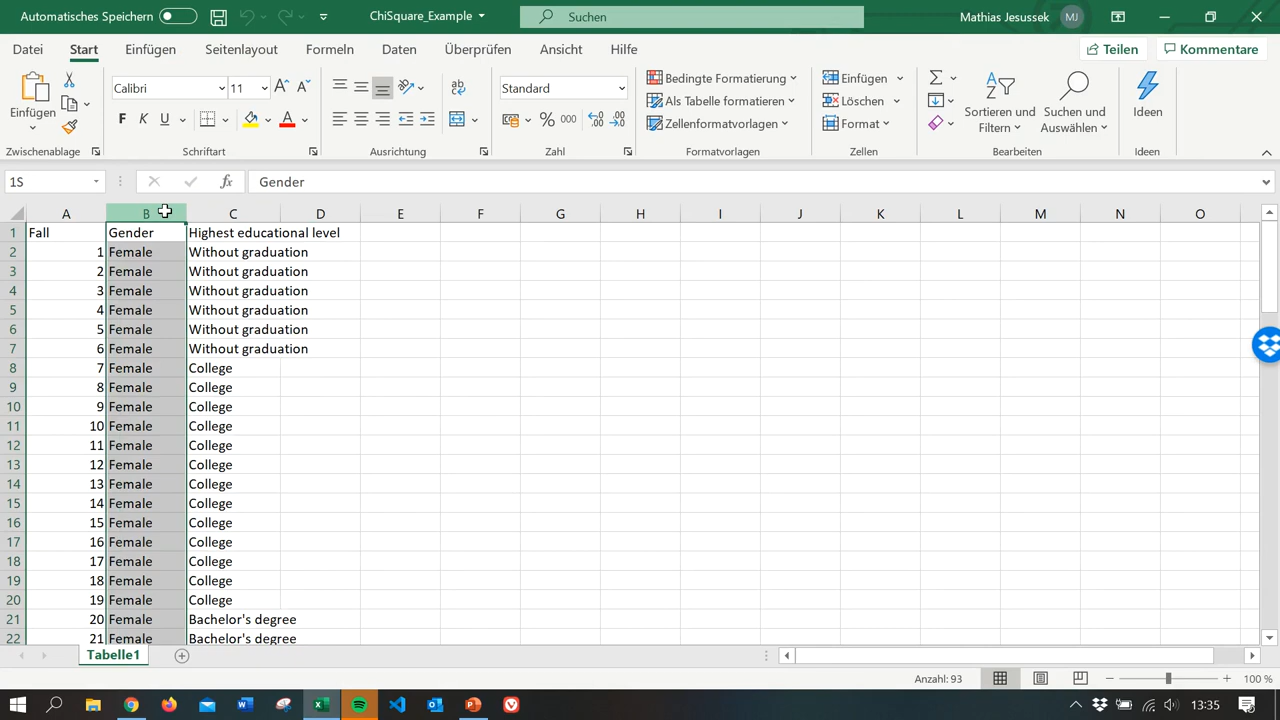 Automatisches Speichern ChiSquare_Example Suchen Mathias Jesussek MJ
Datei Start Einfügen Seitenlayout Formeln Daten Überprüfen Ansicht Hilfe Teilen Kommentare
Einfügen
Zwischenablage
Calibri 11
F K U
Schriftart
Ausrichtung
Standard
% 000
Zahl
Bedingte Formatierung
Als Tabelle formatieren
Zellenformatvorlagen
Formatvorlagen
Einfügen
Löschen
Format
Zellen
Sortieren und
Filtern
Suchen und
Auswählen
Bearbeiten
Ideen
Ideen
1S fx Gender
A B C D E F G H I J K L M N O
1 Fall Gender Highest educational level
2 1 Female Without graduation
3 2 Female Without graduation
4 3 Female Without graduation
5 4 Female Without graduation
6 5 Female Without graduation
7 6 Female Without graduation
8 7 Female College
9 8 Female College
10 9 Female College
11 10 Female College
12 11 Female College
13 12 Female College
14 13 Female College
15 14 Female College
16 15 Female College
17 16 Female College
18 17 Female College
19 18 Female College
20 19 Female College
21 20 Female Bachelor's degree
22 21 Female Bachelor's degree
Tabelle1
Anzahl: 93 100 %
13:35